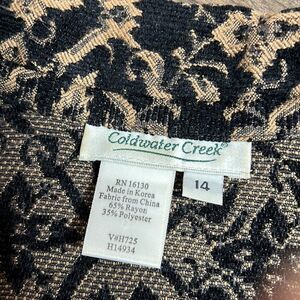 Coldwater Creek®
14
RN 16130
Made in Korea
Fabric from China
65% Rayon
35% Polyester
V#H725
H14934